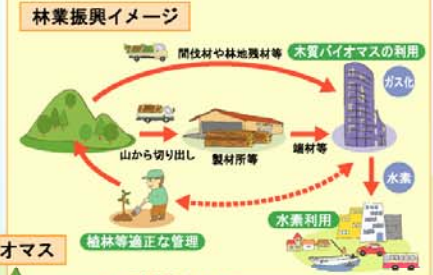 林業振興イメージ
間伐材や林地残材等
木質バイオマスの利用
ガス化
山から切り出し
製材所等
端材等
水素
植林等適正な管理
水素利用
オマス